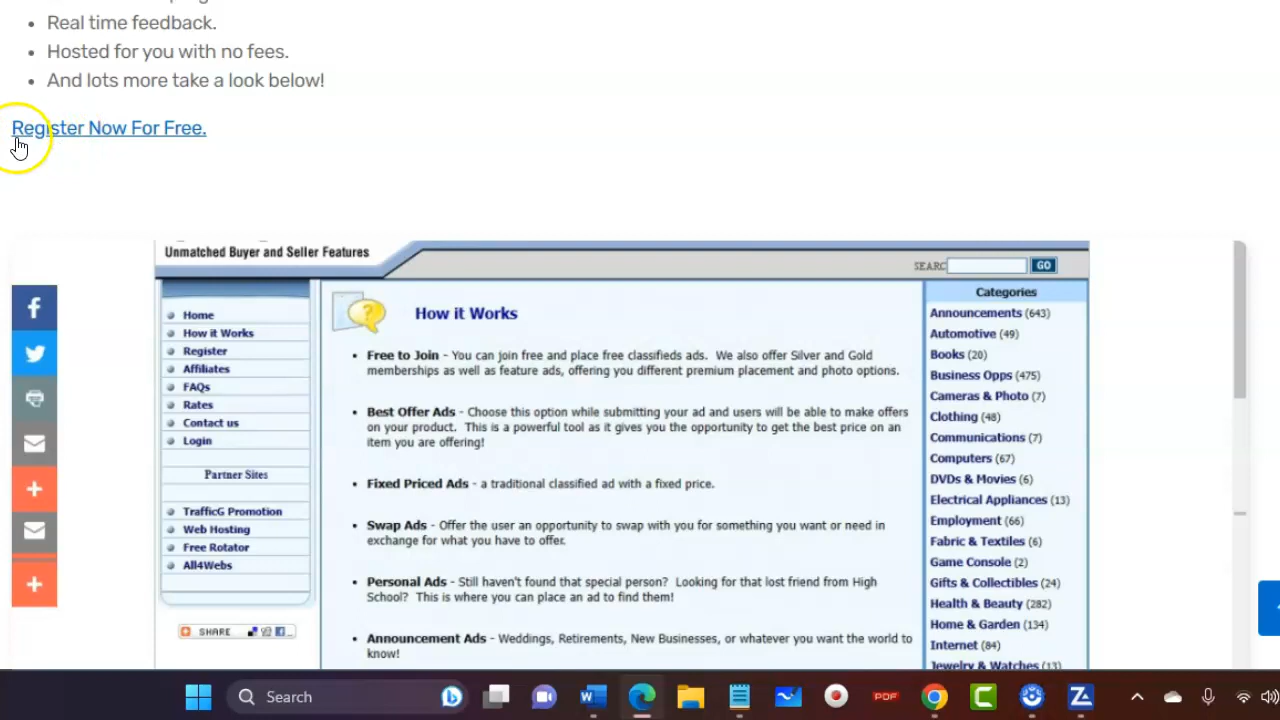 Real time feedback.
Hosted for you with no fees.
And lots more take a look below!
Register Now For Free.
Unmatched Buyer and Seller Features
SEARC
GO
Home
How it Works
Register
Affiliates
FAQs
Rates
Contact us
Login
Partner Sites
TrafficG Promotion
Web Hosting
Free Rotator
All4Webs
SHARE
How it Works
Free to Join - You can join free and place free classifieds ads. We also offer Silver and Gold
memberships as well as feature ads, offering you different premium placement and photo options.
Best Offer Ads - Choose this option while submitting your ad and users will be able to make offers
on your product. This is a powerful tool as it gives you the opportunity to get the best price on an
item you are offering!
Fixed Priced Ads - a traditional classified ad with a fixed price.
Swap Ads - Offer the user an opportunity to swap with you for something you want or need in
exchange for what you have to offer.
Personal Ads - Still haven't found that special person? Looking for that lost friend from High
School? This is where you can place an ad to find them!
Announcement Ads - Weddings, Retirements, New Businesses, or whatever you want the world to
know!
Categories
Announcements (643)
Automotive (49)
Books (20)
Business Opps (475)
Cameras & Photo (7)
Clothing (48)
Communications (7)
Computers (67)
DVDs & Movies (6)
Electrical Appliances (13)
Employment (66)
Fabric & Textiles (6)
Game Console (2)
Gifts & Collectibles (24)
Health & Beauty (282)
Home & Garden (134)
Internet (84)
Jewelry & Watches (13)
Search
PDF